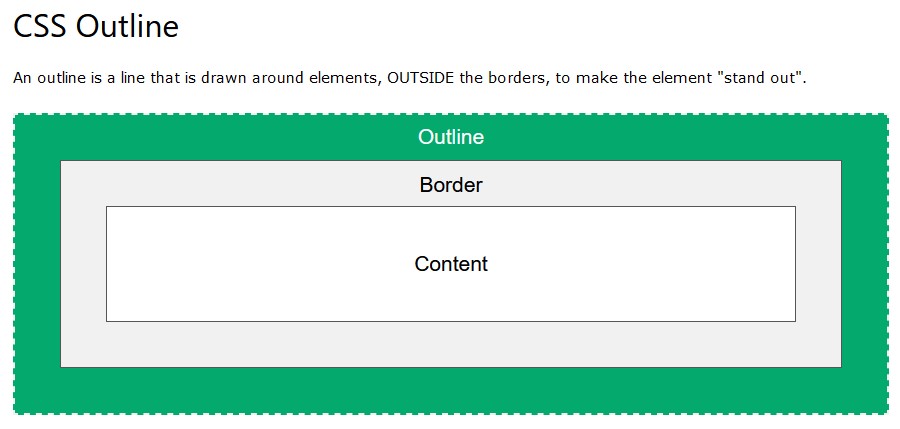 CSS Outline
An outline is a line that is drawn around elements, OUTSIDE the borders, to make the element "stand out".
Outline
Border
Content